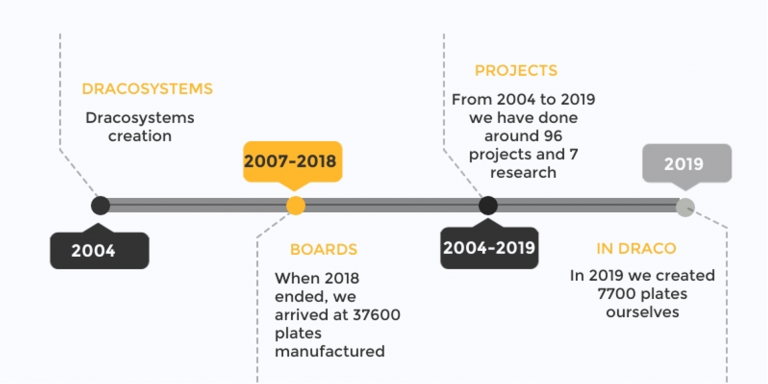 DRACOSYSTEMS
Dracosystems
creation
2004
2007-2018
BOARDS
When 2018
ended, we
arrived at 37600
plates
manufactured
PROJECTS
From 2004 to 2019
we have done
around 96
projects and 7
research
2004-2019
2019
IN DRACO
In 2019 we created
7700 plates
ourselves